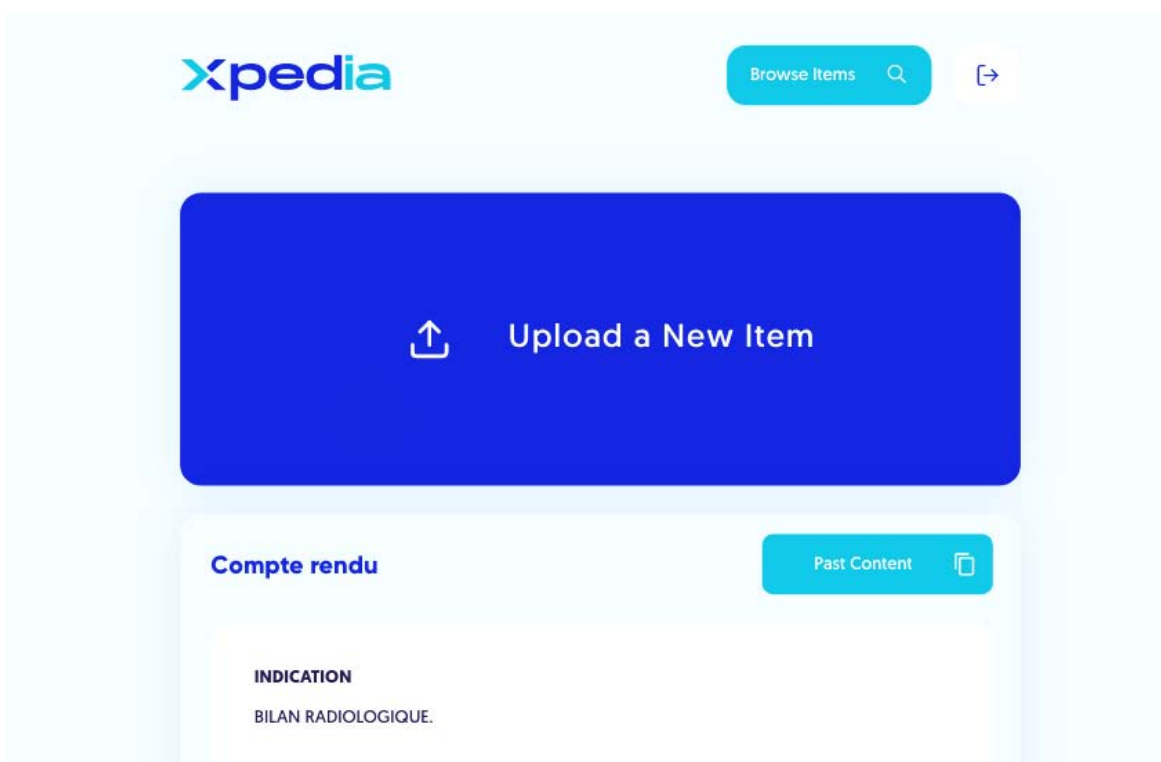 xpedia
Browse Items
Upload a New Item
Compte rendu
Past Content
INDICATION
BILAN RADIOLOGIQUE.